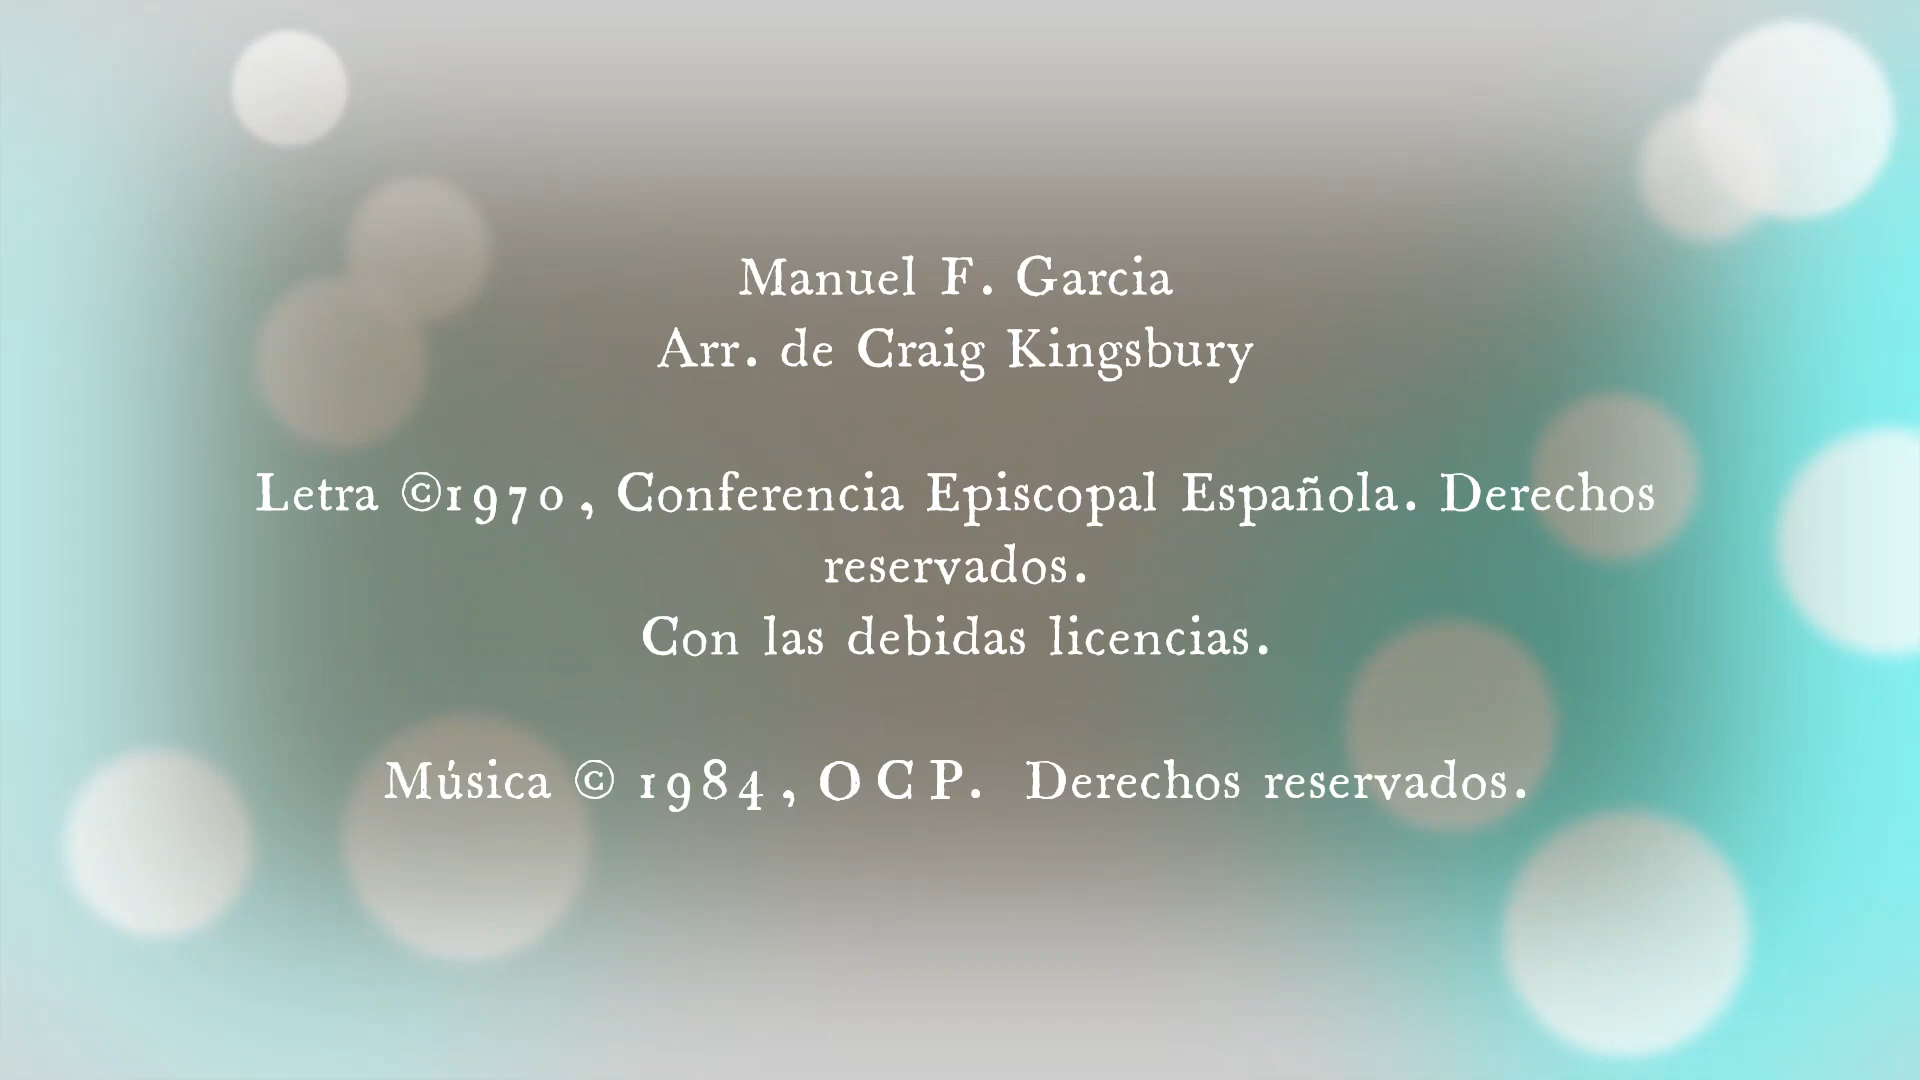 Manuel F. Garcia
Arr. de Craig Kingsbury
Letra ©1970, Conferencia Episcopal Española. Derechos
reservados.
Con las debidas licencias.
Música © 1984, OCP. Derechos reservados.